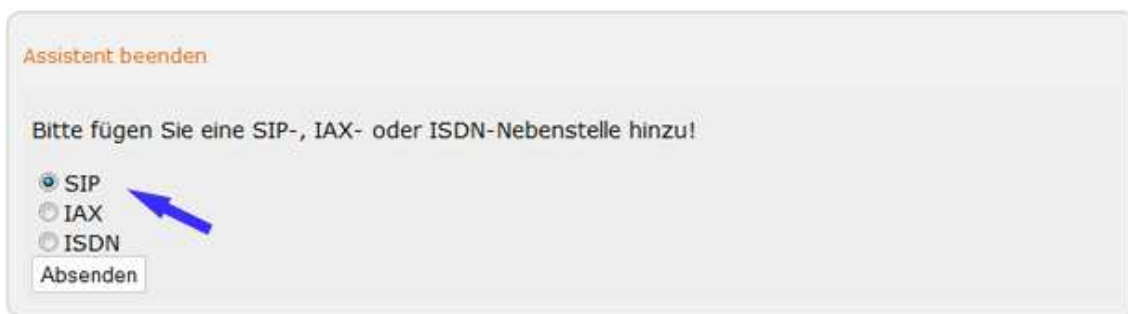 Assistent beenden
Bitte fügen Sie eine SIP-, IAX- oder ISDN-Nebenstelle hinzu!
SIP
IAX
ISDN
Absenden